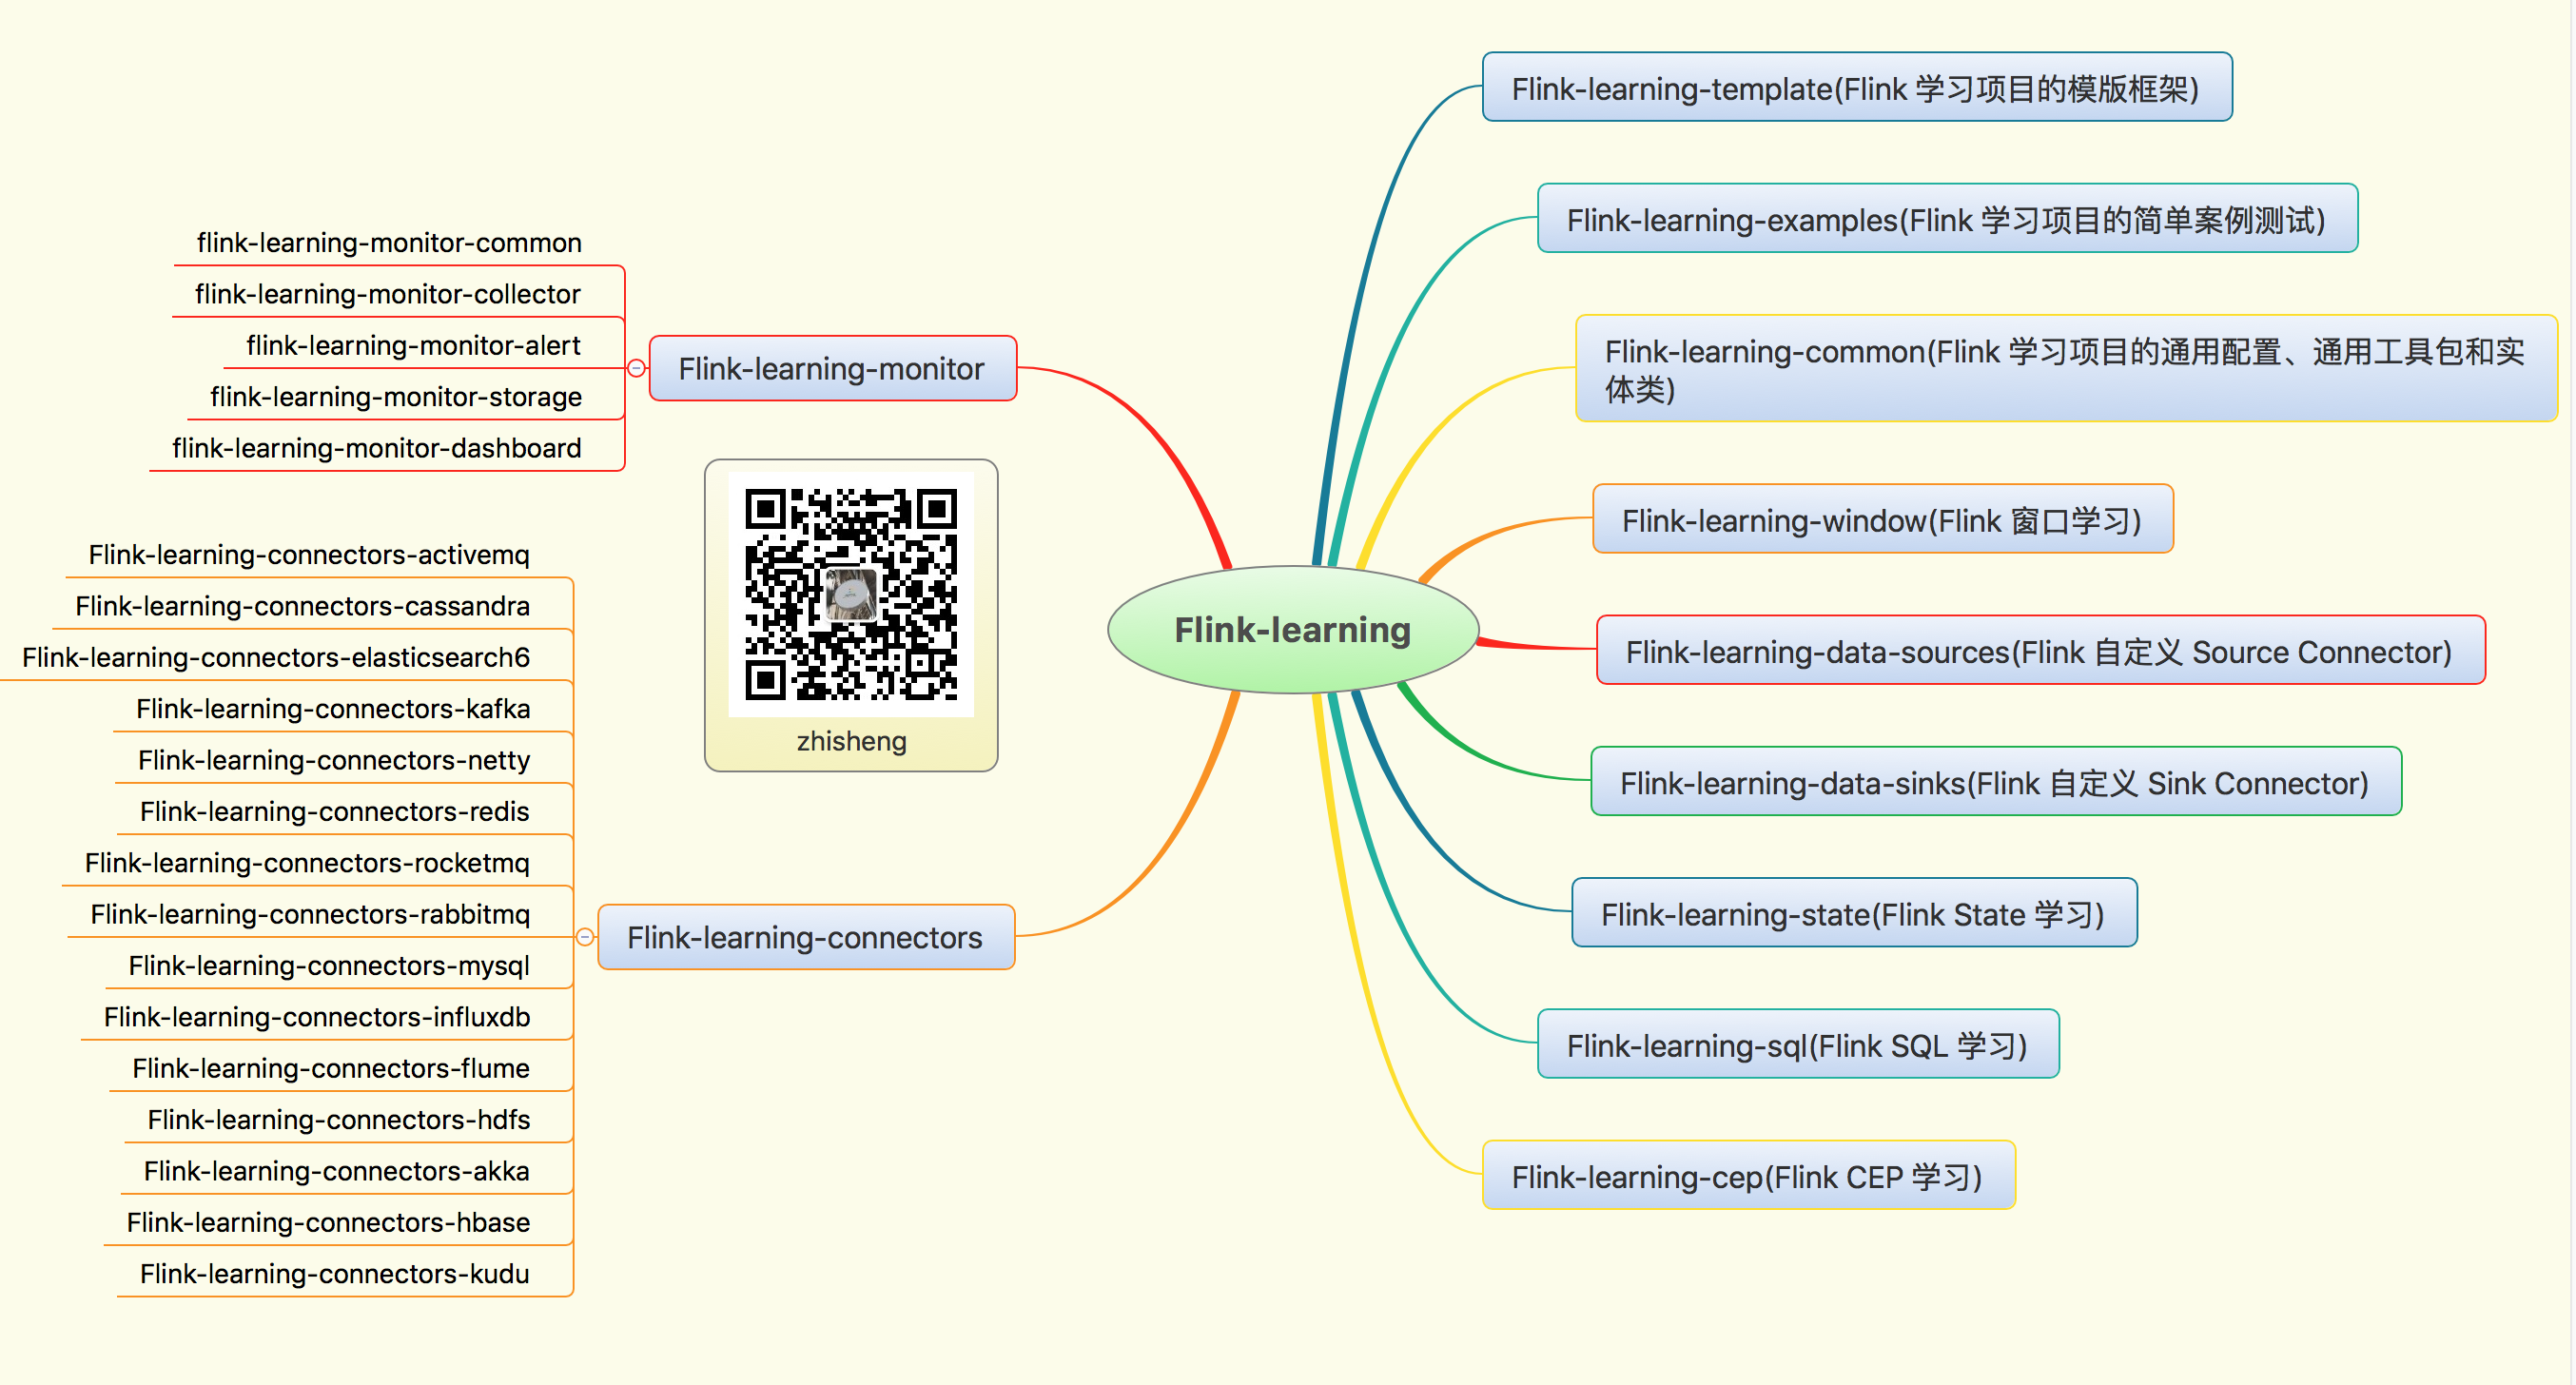 Flink-learning
Flink-learning-template(Flink 学习项目的模版框架)
Flink-learning-examples(Flink 学习项目的简单案例测试)
Flink-learning-common(Flink 学习项目的通用配置、通用工具包和实
体类)
Flink-learning-window(Flink 窗口学习)
Flink-learning-data-sources(Flink 自定义 Source Connector)
Flink-learning-data-sinks(Flink 自定义 Sink Connector)
Flink-learning-state(Flink State 学习)
Flink-learning-sql(Flink SQL 学习)
Flink-learning-cep(Flink CEP 学习)
Flink-learning-monitor
flink-learning-monitor-common
flink-learning-monitor-collector
flink-learning-monitor-alert
flink-learning-monitor-storage
flink-learning-monitor-dashboard
zhisheng
Flink-learning-connectors
Flink-learning-connectors-activemq
Flink-learning-connectors-cassandra
Flink-learning-connectors-elasticsearch6
Flink-learning-connectors-kafka
Flink-learning-connectors-netty
Flink-learning-connectors-redis
Flink-learning-connectors-rocketmq
Flink-learning-connectors-rabbitmq
Flink-learning-connectors-mysql
Flink-learning-connectors-influxdb
Flink-learning-connectors-flume
Flink-learning-connectors-hdfs
Flink-learning-connectors-akka
Flink-learning-connectors-hbase
Flink-learning-connectors-kudu